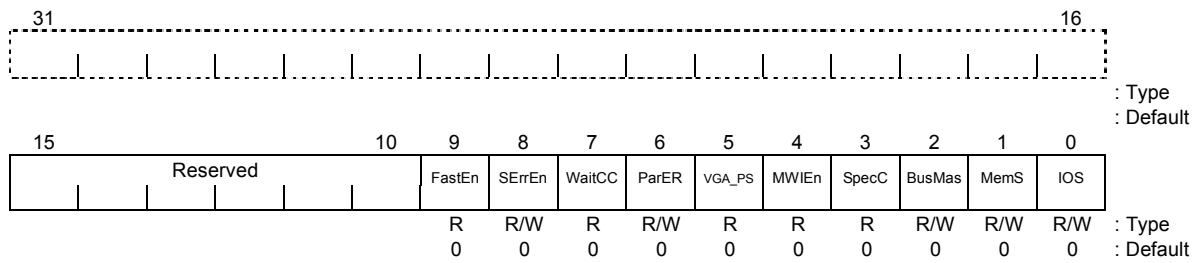 31 16
: Type
: Default
15 10 9 8 7 6 5 4 3 2 1 0
Reserved FastEn SErrEn WaitCC ParER VGA_PS MWIEn SpecC BusMas MemS IOS
R R/W R R/W R R R R/W R/W R/W : Type
0 0 0 0 0 0 0 0 0 0 : Default